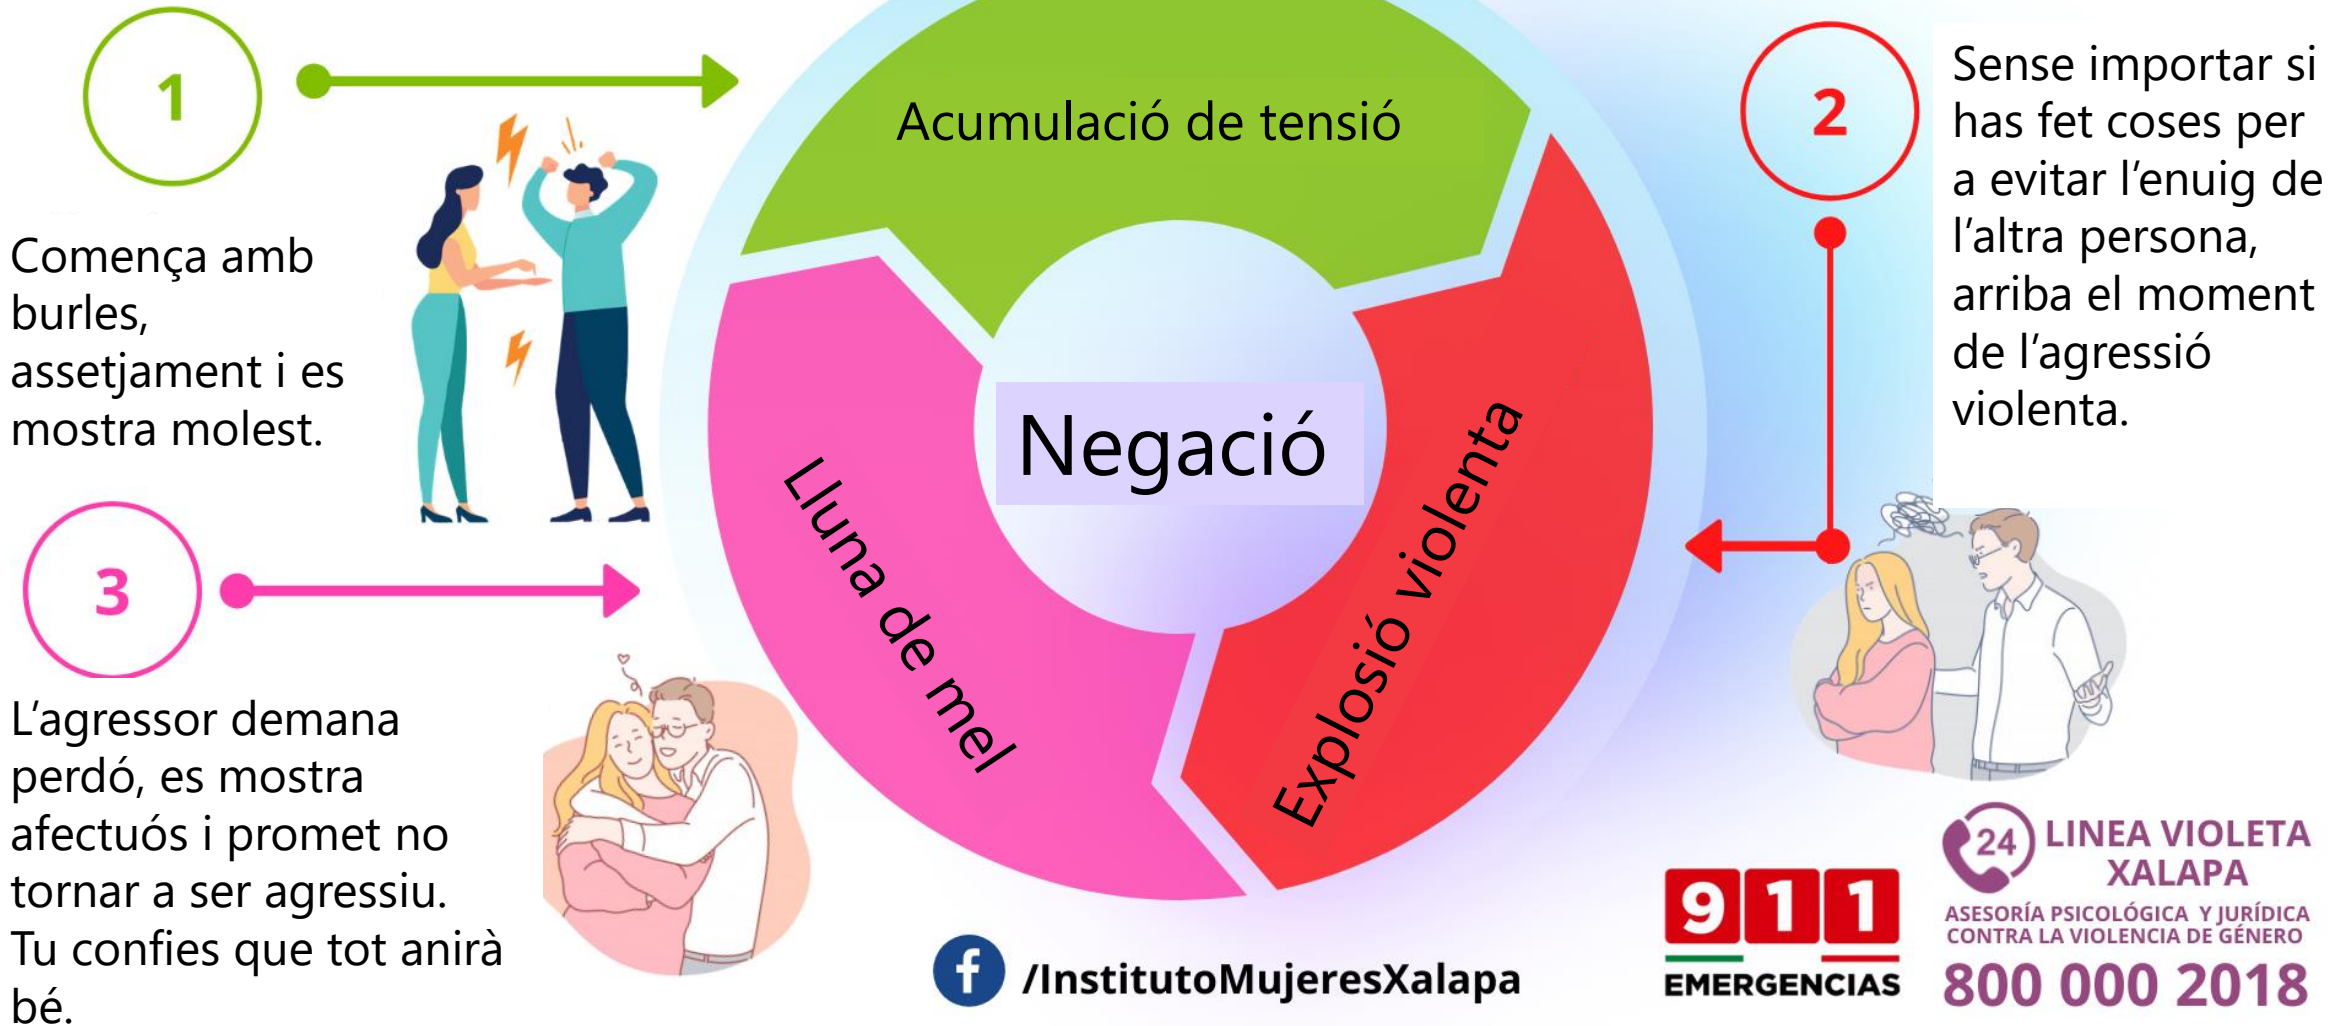 1
Comença amb
burles,
assetjament i es
mostra molest.
Acumulació de tensió
2
Sense importar si
has fet coses per
a evitar l’enuig de
l’altra persona,
arriba el moment
de l’agressió
violenta.
Negació
Explosió violenta
Lluna de mel
3
L’agressor demana
perdó, es mostra
afectuós i promet no
tornar a ser agressiu.
Tu confies que tot anirà
bé.
f /InstitutoMujeresXalapa
911
EMERGENCIAS
24 LINEA VIOLETA
XALAPA
ASESORÍA PSICOLÓGICA Y JURÍDICA
CONTRA LA VIOLENCIA DE GÉNERO
800 000 2018